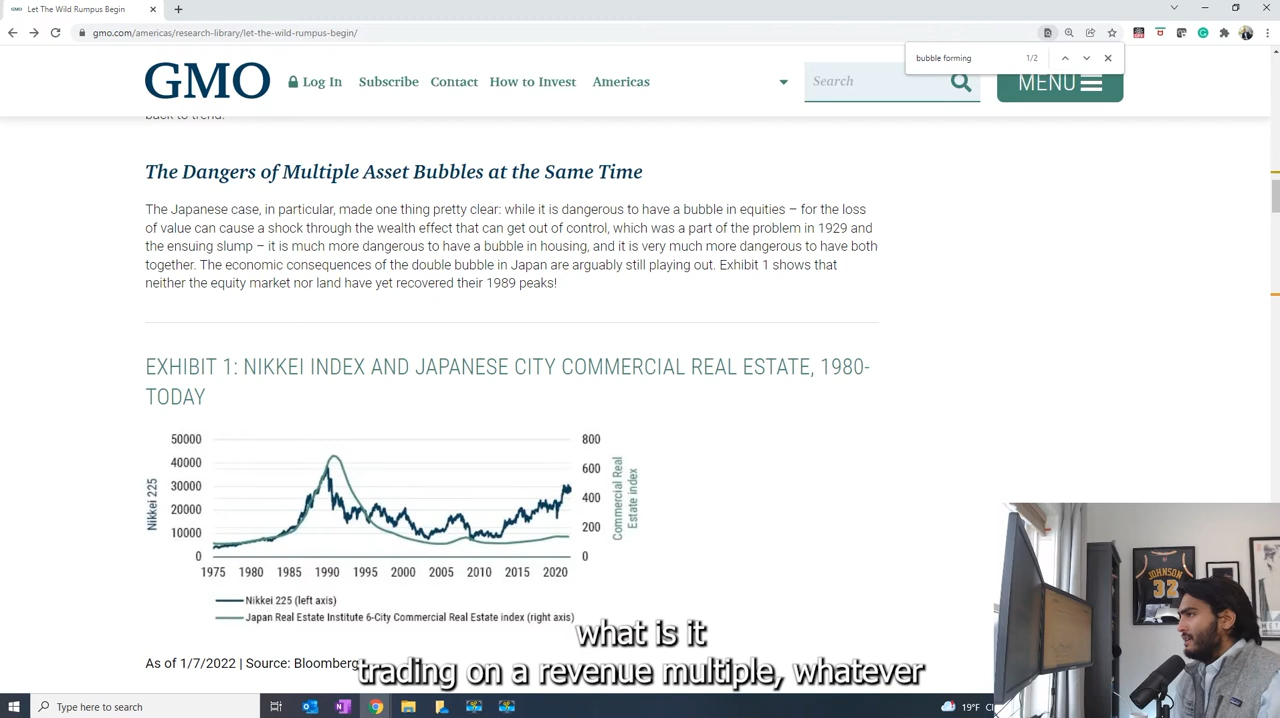 GMO Let The Wild Rumpus Begin
gmo.com/americas/research-library/let-the-wild-rumpus-begin/
bubble forming 1/2
GMO Log In Subscribe Contact How to Invest Americas Search MENU
back to trend.
The Dangers of Multiple Asset Bubbles at the Same Time
The Japanese case, in particular, made one thing pretty clear: while it is dangerous to have a bubble in equities – for the loss
of value can cause a shock through the wealth effect that can get out of control, which was a part of the problem in 1929 and
the ensuing slump – it is much more dangerous to have a bubble in housing, and it is very much more dangerous to have both
together. The economic consequences of the double bubble in Japan are arguably still playing out. Exhibit 1 shows that
neither the equity market nor land have yet recovered their 1989 peaks!
EXHIBIT 1: NIKKEI INDEX AND JAPANESE CITY COMMERCIAL REAL ESTATE, 1980-
TODAY
50000 800
40000 600
30000 400
20000 200
10000
0 0
Nikkei 225
Commercial Real
Estate index
1975 1980 1985 1990 1995 2000 2005 2010 2015 2020
Nikkei 225 (left axis)
Japan Real Estate Institute 6-City Commercial Real Estate index (right axis)
As of 1/7/2022 | Source: Bloomberg
what is it
trading on a revenue multiple, whatever
JOHNSON
32
Type here to search
19°F